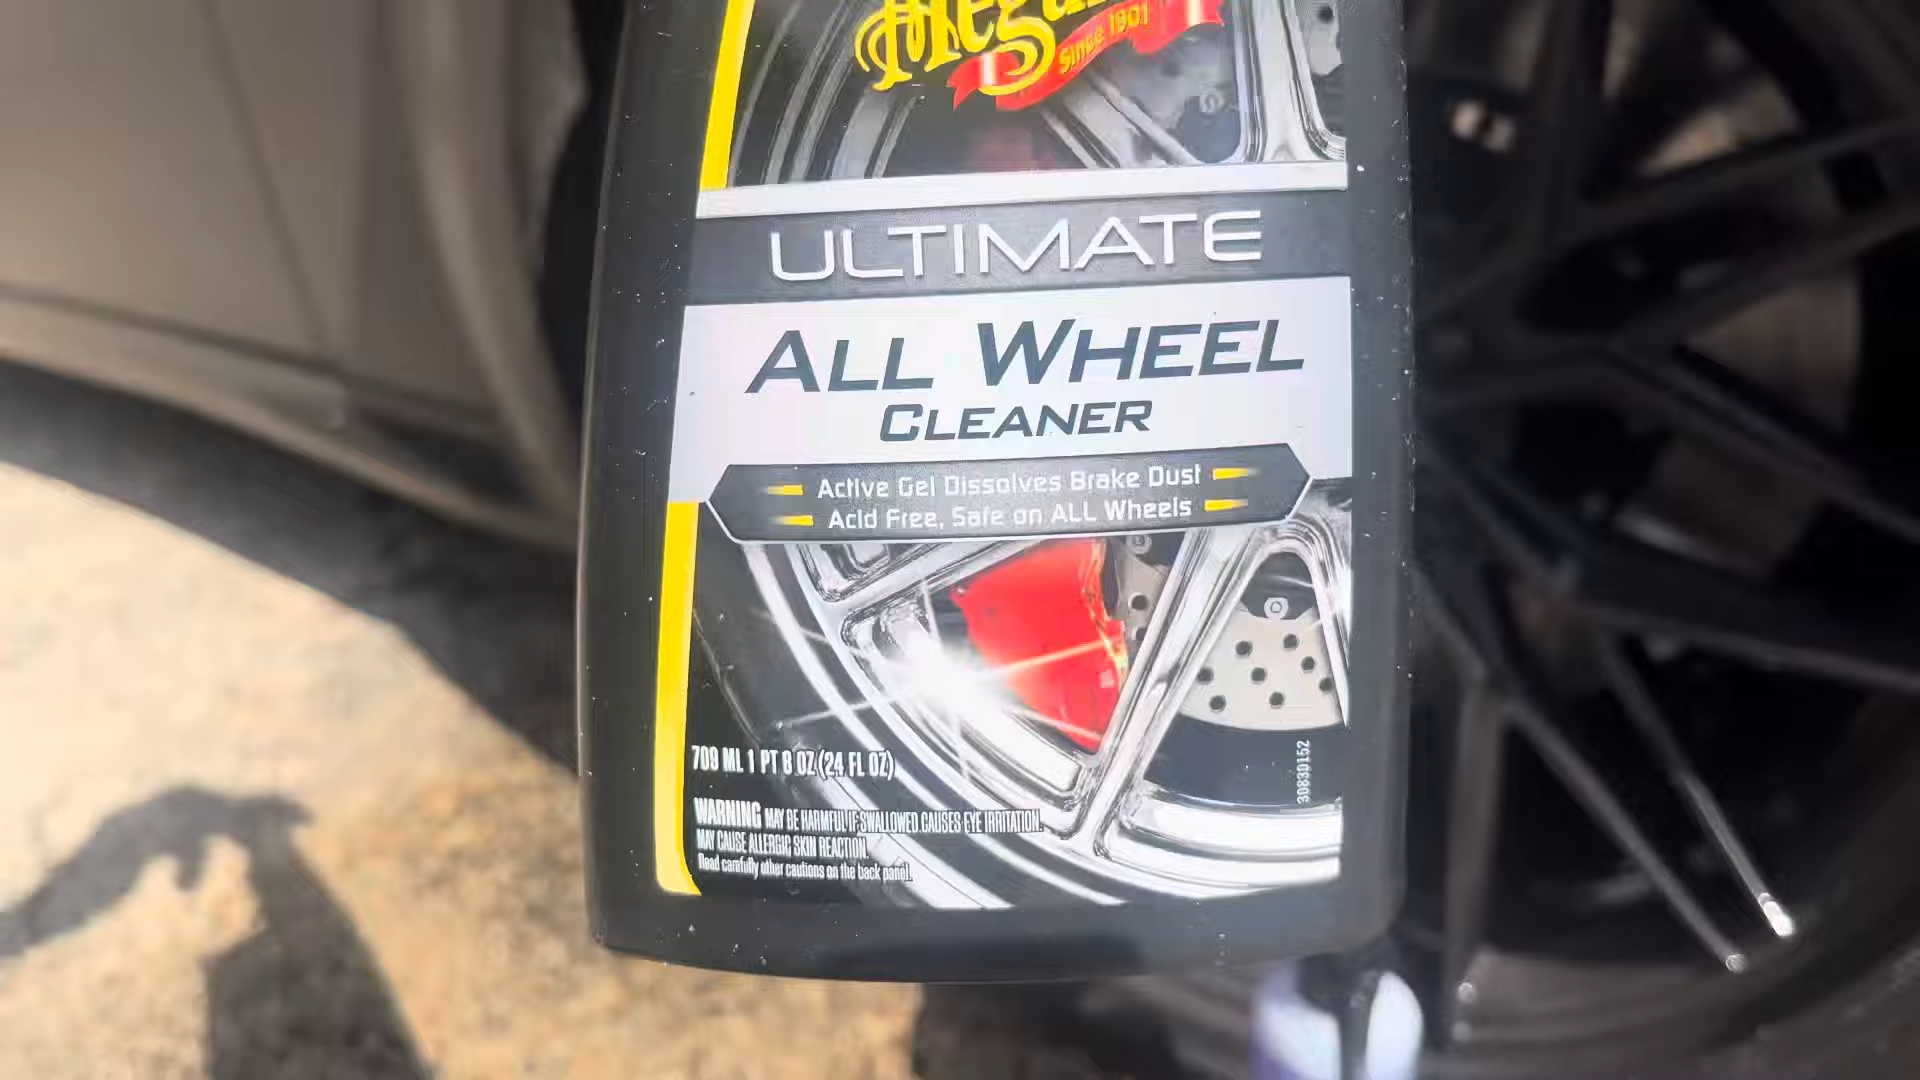 Since 1901
ULTIMATE
ALL WHEEL
CLEANER
Active Gel Dissolves Brake Dust
Acid Free, Safe on ALL Wheels
709 ML 1 PT 8 OZ (24 FL OZ)
30830152
WARNING MAY BE HARMFUL IF SWALLOWED. CAUSES EYE IRRITATION.
MAY CAUSE ALLERGIC SKIN REACTION.
Read carefully other cautions on the back panel.